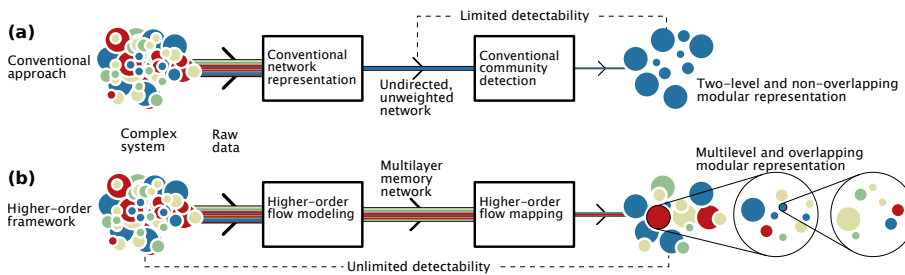 Limited detectability
(a)
Conventional
approach
Conventional
network
representation
Undirected,
unweighted
network
Conventional
community
detection
Two-level and non-overlapping
modular representation
Complex
system
Raw
data
(b)
Higher-order
framework
Higher-order
flow modeling
Multilayer
memory
network
Higher-order
flow mapping
Multilevel and overlapping
modular representation
Unlimited detectability